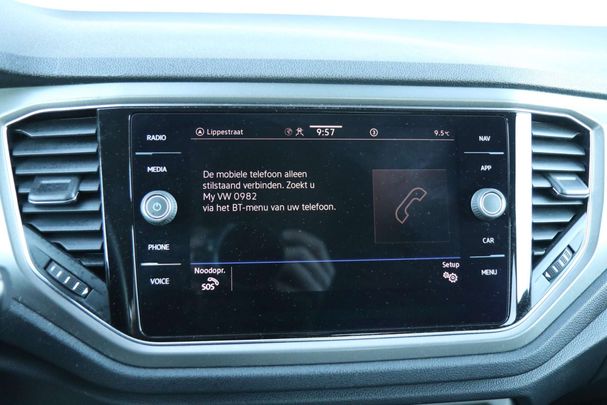 RADIO
Lippestraat 9:57 3 9.5°C
NAV
MEDIA
APP
De mobiele telefoon alleen
stilstaand verbinden. Zoekt u
My VW 0982
via het BT-menu van uw telefoon.
PHONE
CAR
VOICE
Noodopr.
SOS
Setup
MENU